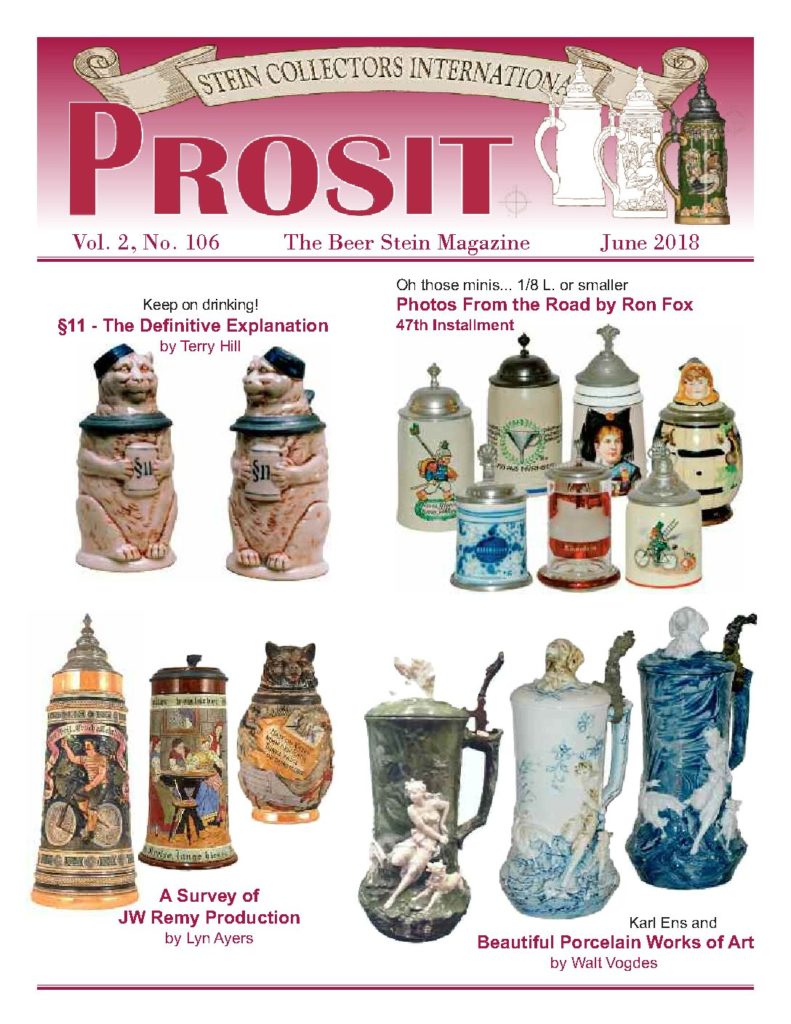 STEIN COLLECTORS INTERNATIONAL
PROSIT
Vol. 2, No. 106 The Beer Stein Magazine June 2018
Keep on drinking!
§11 - The Definitive Explanation
by Terry Hill
§11
§11
Oh those minis... 1/8 L. or smaller
Photos From the Road by Ron Fox
47th Installment
A Survey of
JW Remy Production
by Lyn Ayers
Karl Ens and
Beautiful Porcelain Works of Art
by Walt Vogdes